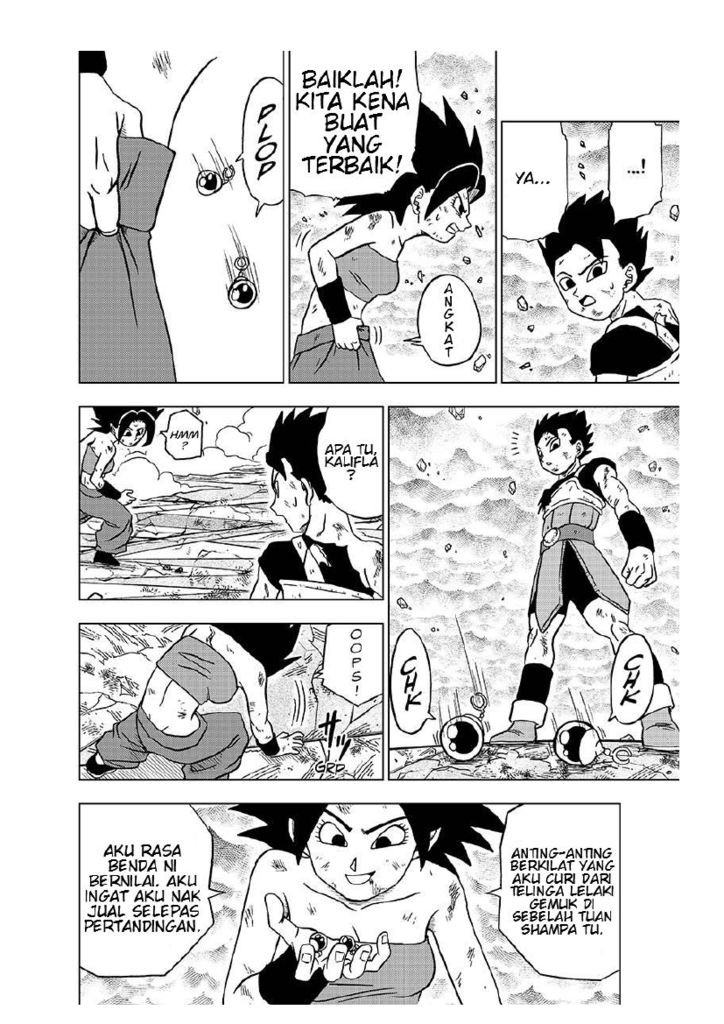 ...!
YA...
BAIKLAH!
KITA KENA
BUAT
YANG
TERBAIK!
ANGKAT
PLOP
CHK
CHK
APA TU,
KALIFLA
?
HMM
?
OOPS!
GRP
ANTING-ANTING
BERKILAT YANG
AKU CURI DARI
TELINGA LELAKI
GEMUK DI
SEBELAH TUAN
SHAMPA TU.
AKU RASA
BENDA NI
BERNILAI. AKU
INGAT AKU NAK
JUAL SELEPAS
PERTANDINGAN.